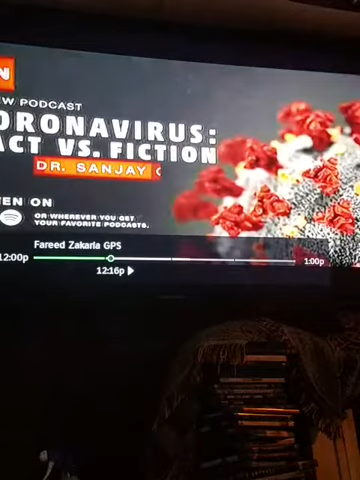 N
W PODCAST
ORONAVIRUS:
ACT VS. FICTION
DR. SANJAY
EN ON
OR WHEREVER YOU GET
YOUR FAVORITE PODCASTS.
Fareed Zakaria GPS
12:00p
1:00p
12:16p